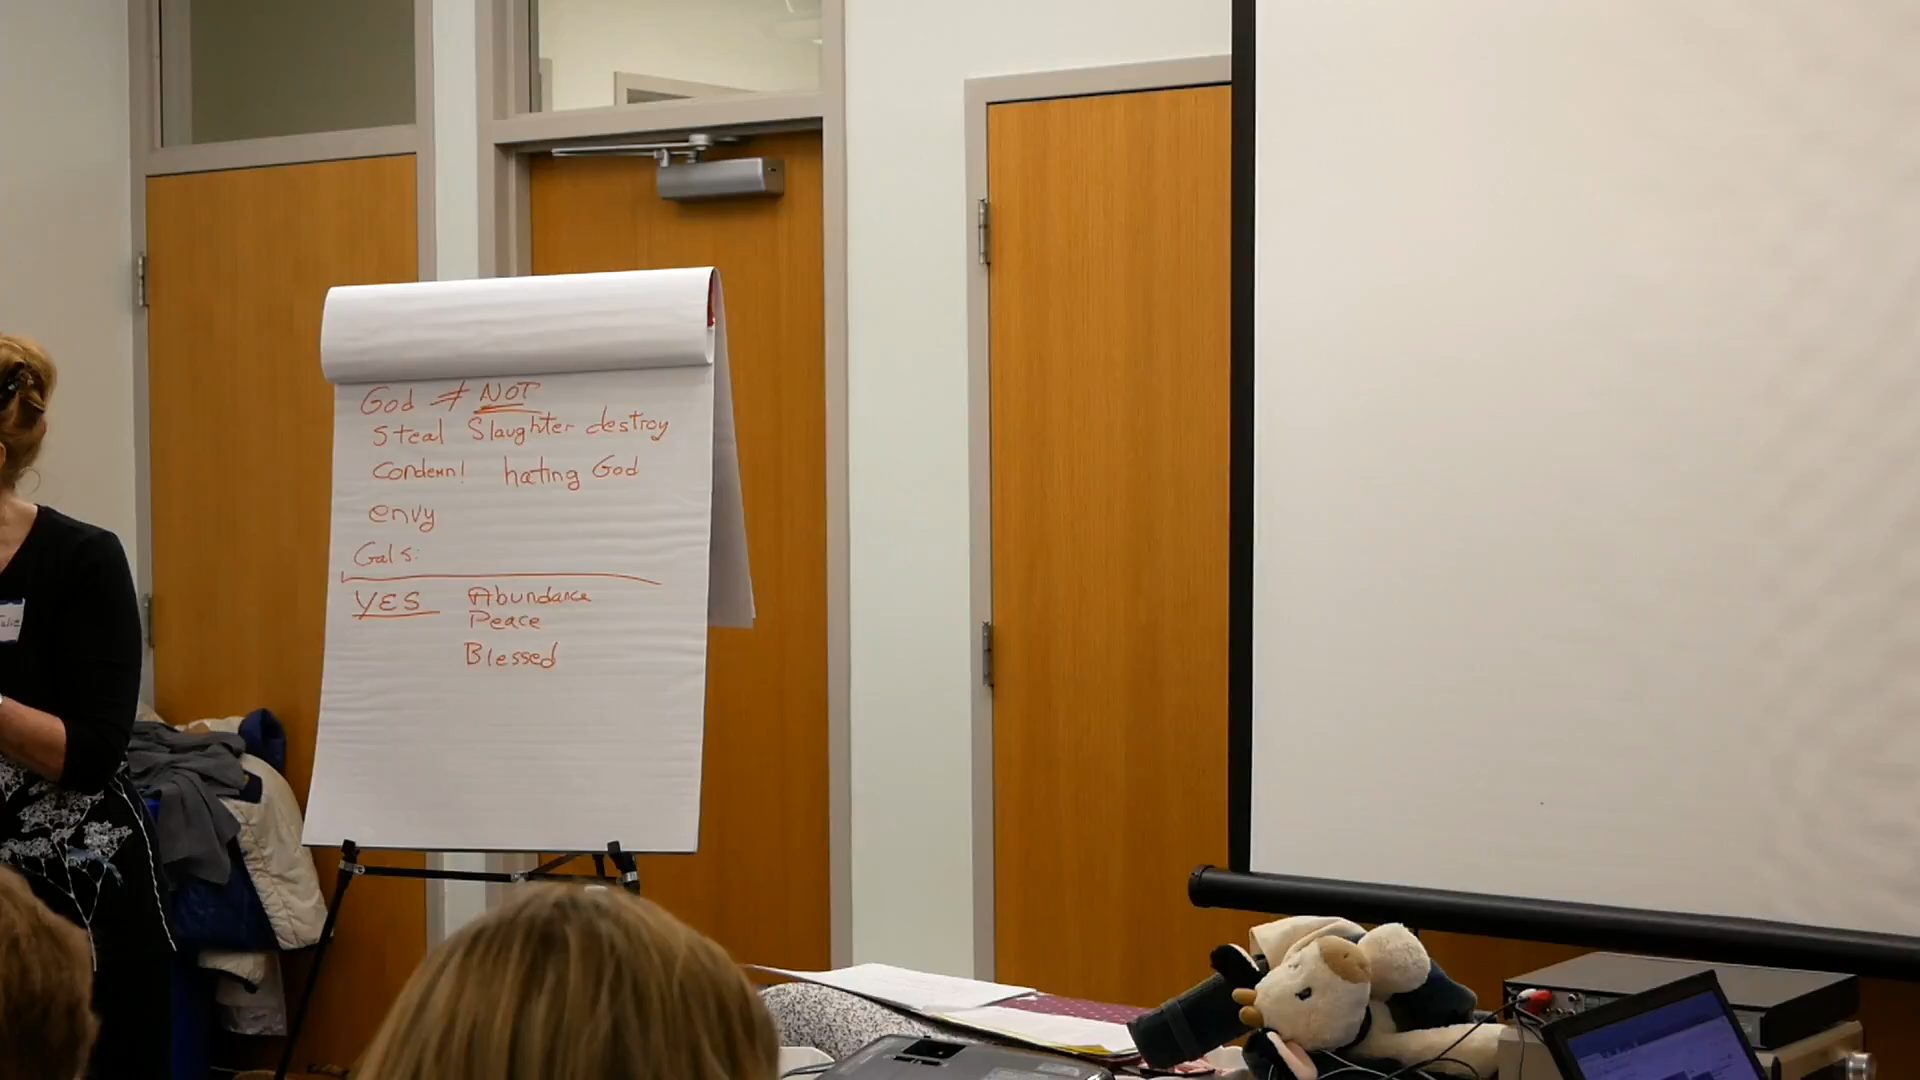 God ≠ NOT
Steal Slaughter destroy
Condemn! hating God
envy
Gal 5:
YES Abundance
Peace
Blessed